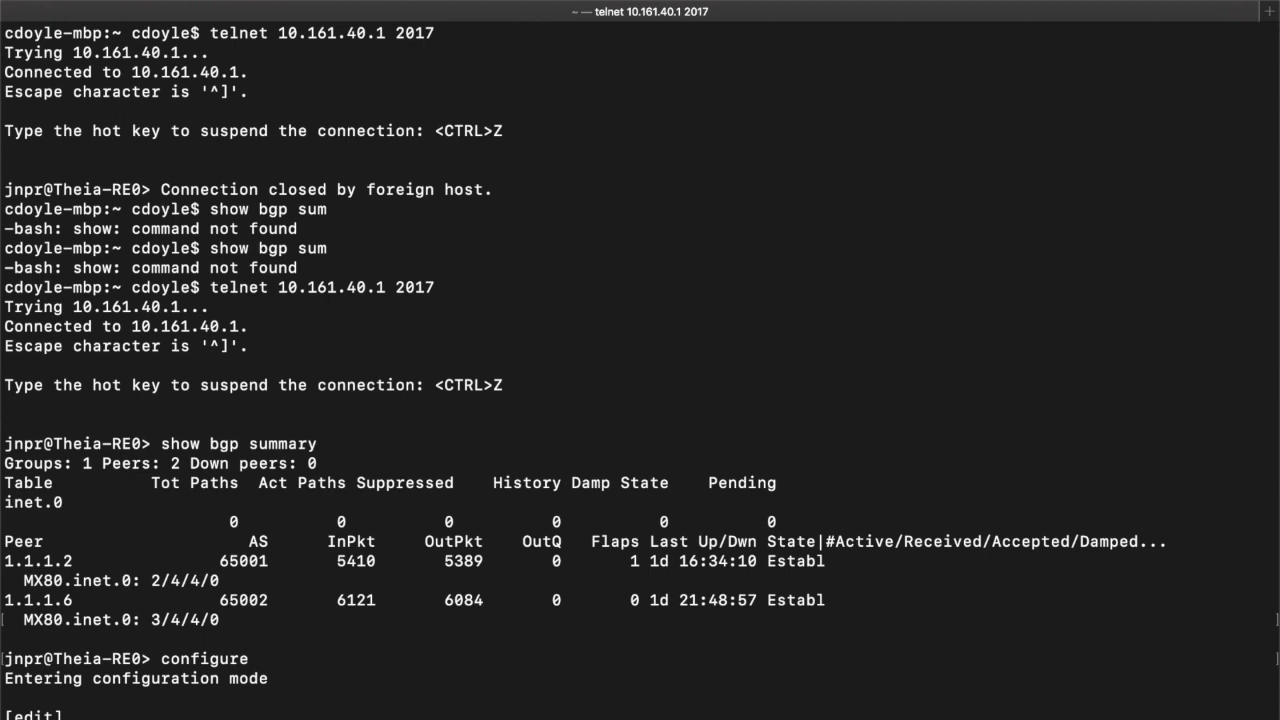 ~ — telnet 10.161.40.1 2017
cdoyle-mbp:~ cdoyle$ telnet 10.161.40.1 2017
Trying 10.161.40.1...
Connected to 10.161.40.1.
Escape character is '^]'.
Type the hot key to suspend the connection: <CTRL>Z
jnpr@Theia-RE0> Connection closed by foreign host.
cdoyle-mbp:~ cdoyle$ show bgp sum
-bash: show: command not found
cdoyle-mbp:~ cdoyle$ show bgp sum
-bash: show: command not found
cdoyle-mbp:~ cdoyle$ telnet 10.161.40.1 2017
Trying 10.161.40.1...
Connected to 10.161.40.1.
Escape character is '^]'.
Type the hot key to suspend the connection: <CTRL>Z
jnpr@Theia-RE0> show bgp summary
Groups: 1 Peers: 2 Down peers: 0
Table          Tot Paths  Act Paths Suppressed    History Damp State    Pending
inet.0
                       0          0          0          0          0          0
Peer                     AS      InPkt     OutPkt    OutQ   Flaps Last Up/Dwn State|#Active/Received/Accepted/Damped...
1.1.1.2               65001       5410       5389       0       1 1d 16:34:10 Establ
  MX80.inet.0: 2/4/4/0
1.1.1.6               65002       6121       6084       0       0 1d 21:48:57 Establ
  MX80.inet.0: 3/4/4/0
jnpr@Theia-RE0> configure
Entering configuration mode
[edit]